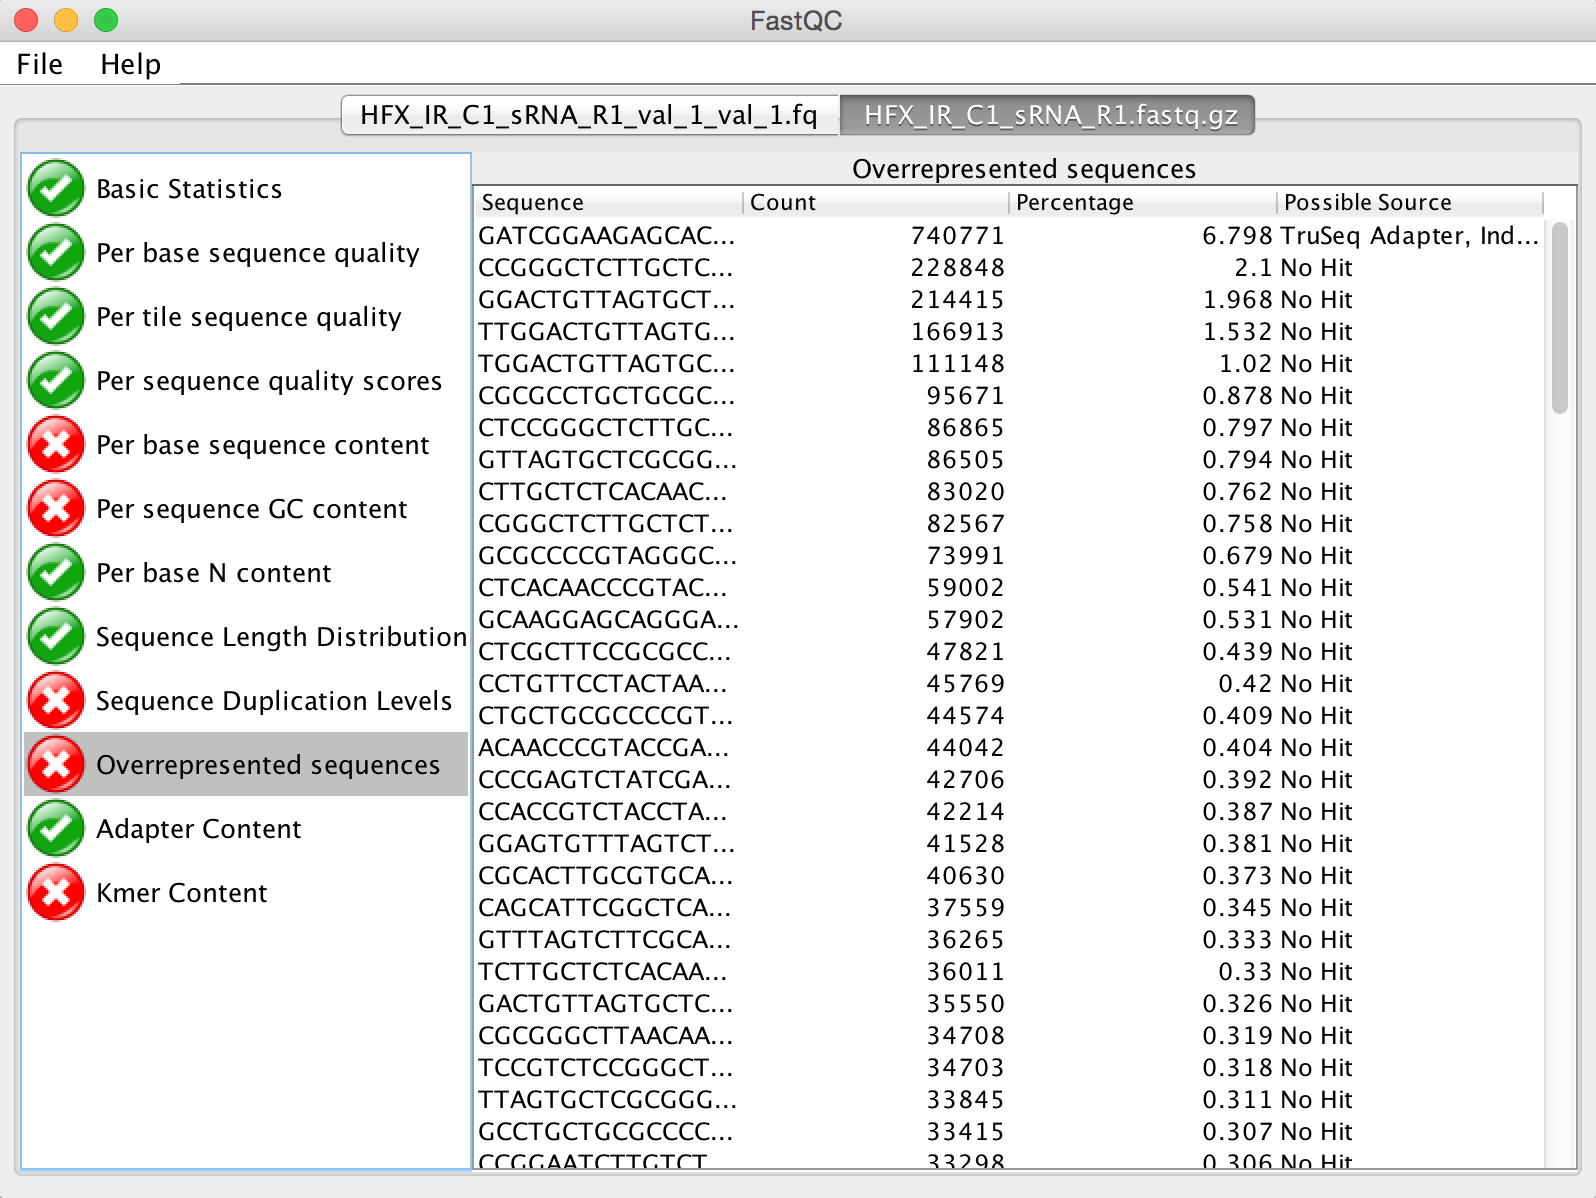 FastQC
File Help
HFX_IR_C1_sRNA_R1_val_1_val_1.fq HFX_IR_C1_sRNA_R1.fastq.gz
Basic Statistics
Per base sequence quality
Per tile sequence quality
Per sequence quality scores
Per base sequence content
Per sequence GC content
Per base N content
Sequence Length Distribution
Sequence Duplication Levels
Overrepresented sequences
Adapter Content
Kmer Content
Overrepresented sequences
Sequence Count Percentage Possible Source
GATCGGAAGAGCAC... 740771 6.798 TruSeq Adapter, Ind...
CCGGGCTCTTGCTC... 228848 2.1 No Hit
GGACTGTTAGTGCT... 214415 1.968 No Hit
TTGGACTGTTAGTG... 166913 1.532 No Hit
TGGACTGTTAGTGC... 111148 1.02 No Hit
CGCGCCTGCTGCGC... 95671 0.878 No Hit
CTCCGGGCTCTTGC... 86865 0.797 No Hit
GTTAGTGCTCGCGG... 86505 0.794 No Hit
CTTGCTCTCACAAC... 83020 0.762 No Hit
CGGGCTCTTGCTCT... 82567 0.758 No Hit
GCGCCCCGTAGGGC... 73991 0.679 No Hit
CTCACAACCCGTAC... 59002 0.541 No Hit
GCAAGGAGCAGGGA... 57902 0.531 No Hit
CTCGCTTCCGCGCC... 47821 0.439 No Hit
CCTGTTCCTACTAA... 45769 0.42 No Hit
CTGCTGCGCCCCGT... 44574 0.409 No Hit
ACAACCCGTACCGA... 44042 0.404 No Hit
CCCGAGTCTATCGA... 42706 0.392 No Hit
CCACCGTCTACCTA... 42214 0.387 No Hit
GGAGTGTTTAGTCT... 41528 0.381 No Hit
CGCACTTGCGTGCA... 40630 0.373 No Hit
CAGCATTCGGCTCA... 37559 0.345 No Hit
GTTTAGTCTTCGCA... 36265 0.333 No Hit
TCTTGCTCTCACAA... 36011 0.33 No Hit
GACTGTTAGTGCTC... 35550 0.326 No Hit
CGCGGGCTTAACAA... 34708 0.319 No Hit
TCCGTCTCCGGGCT... 34703 0.318 No Hit
TTAGTGCTCGCGGG... 33845 0.311 No Hit
GCCTGCTGCGCCCC... 33415 0.307 No Hit
CCGGAATCTTGTCT 33298 0.306 No Hit